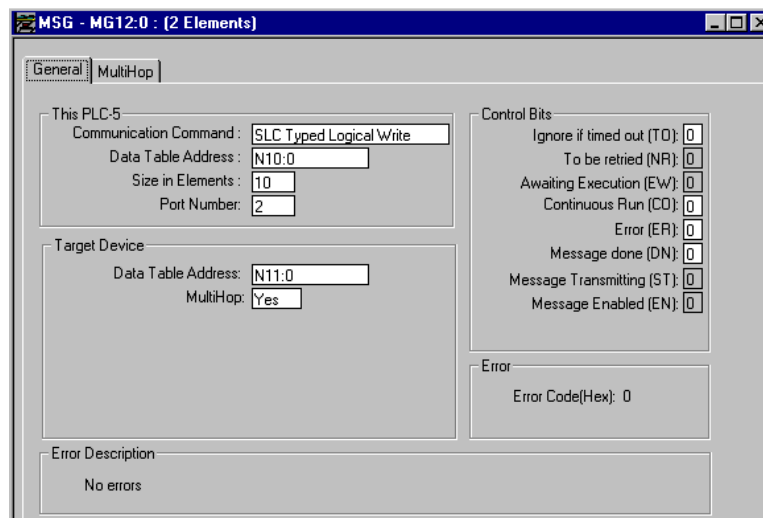 MSG - MG12:0 : (2 Elements)
General MultiHop
This PLC-5
Communication Command : SLC Typed Logical Write
Data Table Address : N10:0
Size in Elements : 10
Port Number: 2
Target Device
Data Table Address: N11:0
MultiHop: Yes
Control Bits
Ignore if timed out (TO): 0
To be retried (NR): 0
Awaiting Execution (EW): 0
Continuous Run (CO): 0
Error (ER): 0
Message done (DN): 0
Message Transmitting (ST): 0
Message Enabled (EN): 0
Error
Error Code(Hex): 0
Error Description
No errors